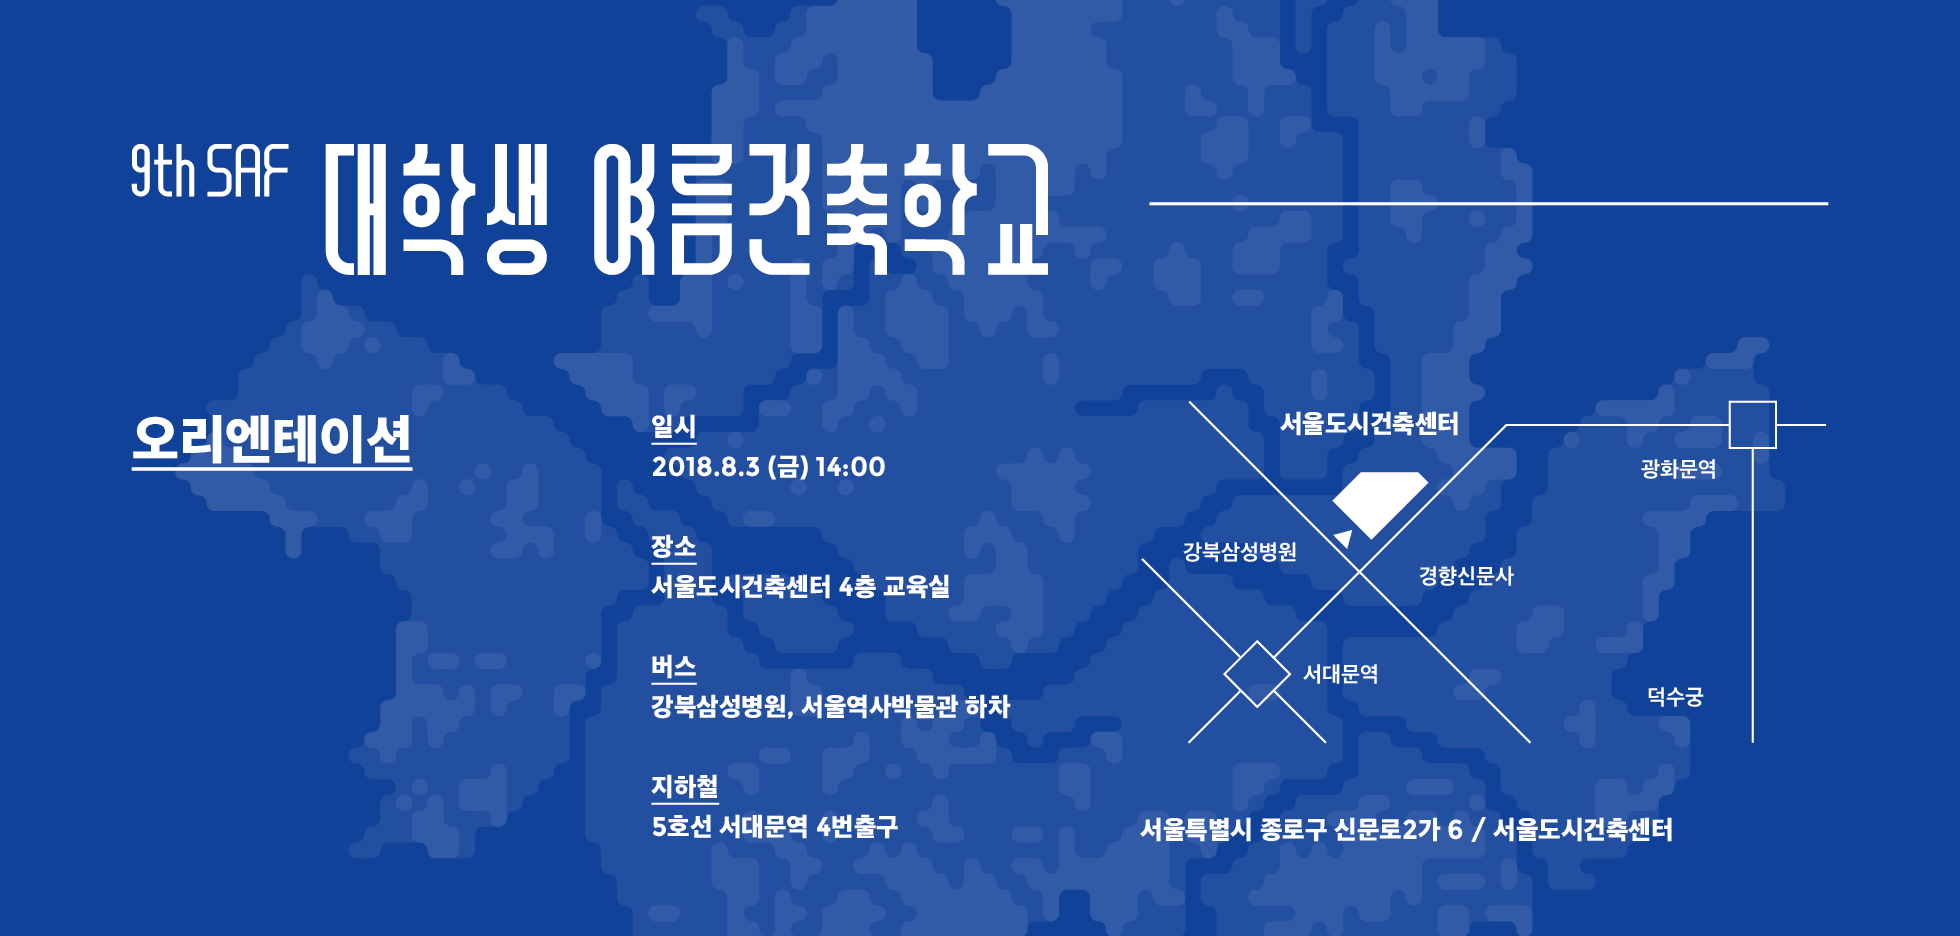 9th SAF 대학생 여름건축학교
오리엔테이션
일시
2018.8.3 (금) 14:00
장소
서울도시건축센터 4층 교육실
버스
강북삼성병원, 서울역사박물관 하차
지하철
5호선 서대문역 4번출구
서울도시건축센터
광화문역
강북삼성병원
경향신문사
서대문역
덕수궁
서울특별시 종로구 신문로2가 6 / 서울도시건축센터